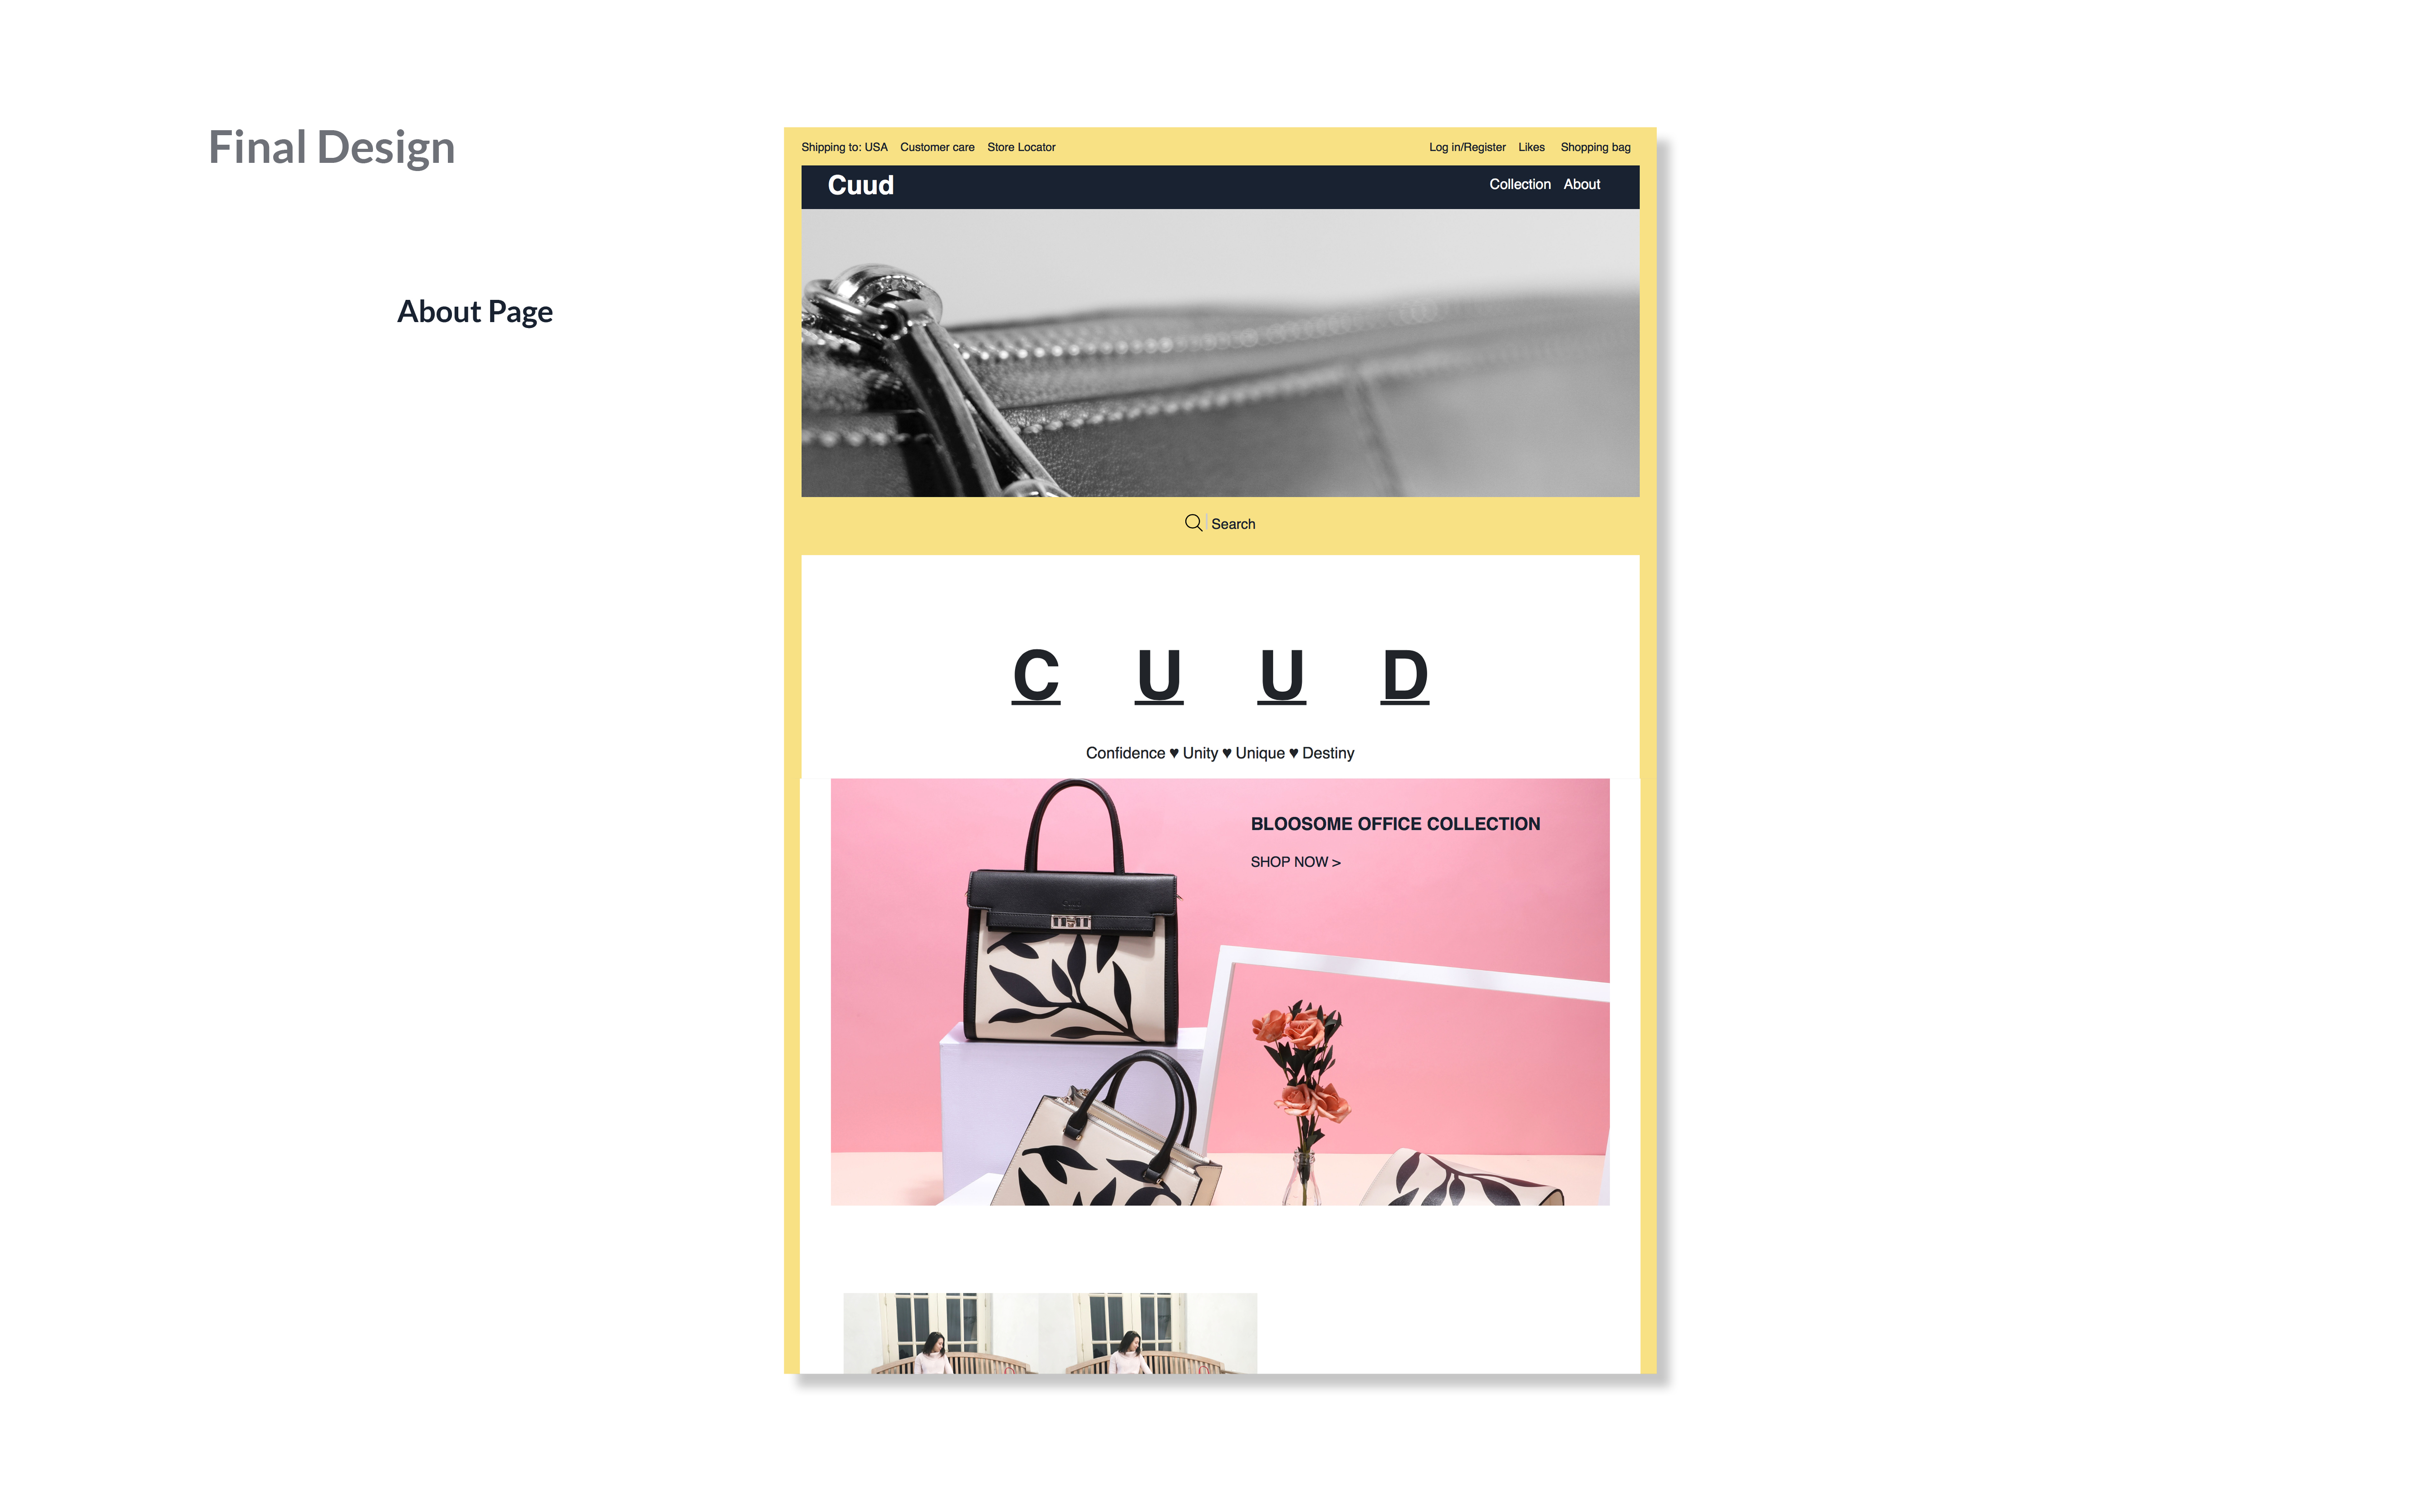 Final Design
About Page
Shipping to: USA Customer care Store Locator Log in/Register Likes Shopping bag
Cuud Collection About
Search
C U U D
Confidence ♥ Unity ♥ Unique ♥ Destiny
BLOOSOME OFFICE COLLECTION
SHOP NOW >